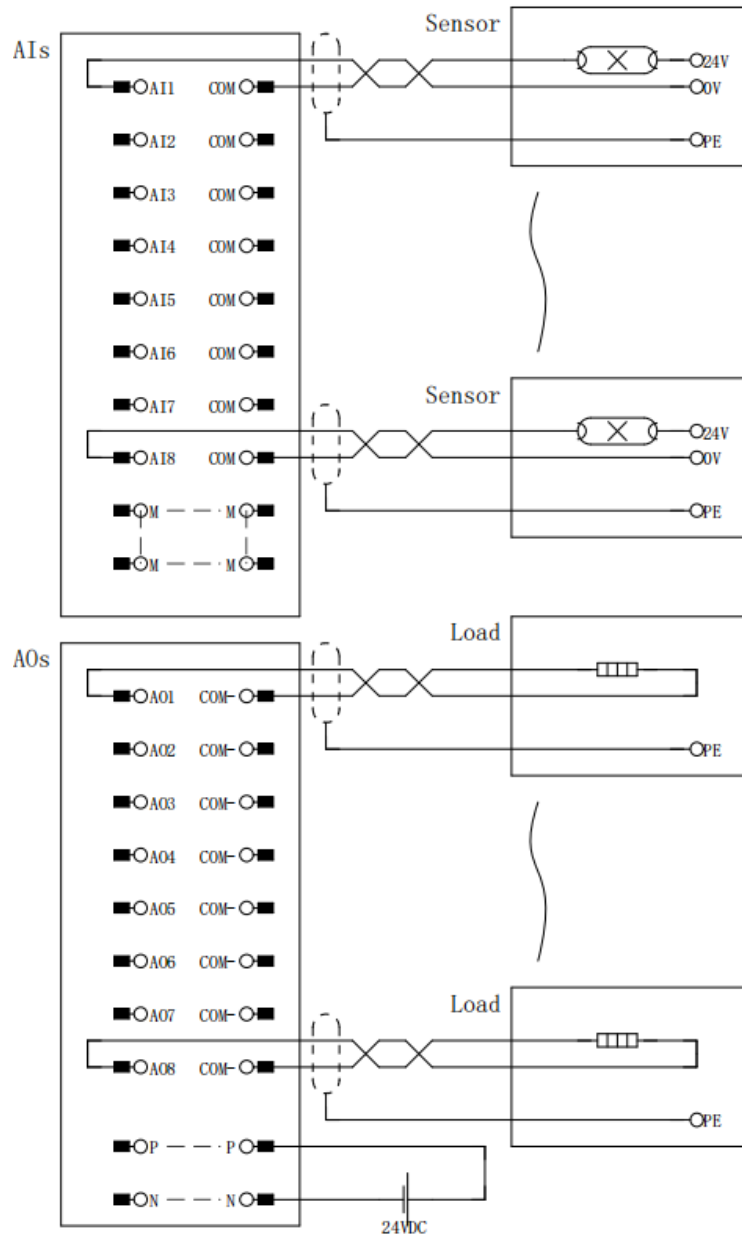 Sensor
AIs
24V
AI1 COM 0V
AI2 COM PE
AI3 COM
AI4 COM
AI5 COM
AI6 COM
Sensor
AI7 COM
24V
AI8 COM 0V
M M PE
M M
Load
AOs
AO1 COM-
AO2 COM- PE
AO3 COM-
AO4 COM-
AO5 COM-
AO6 COM-
Load
AO7 COM-
AO8 COM-
PE
P P
N N
24VDC